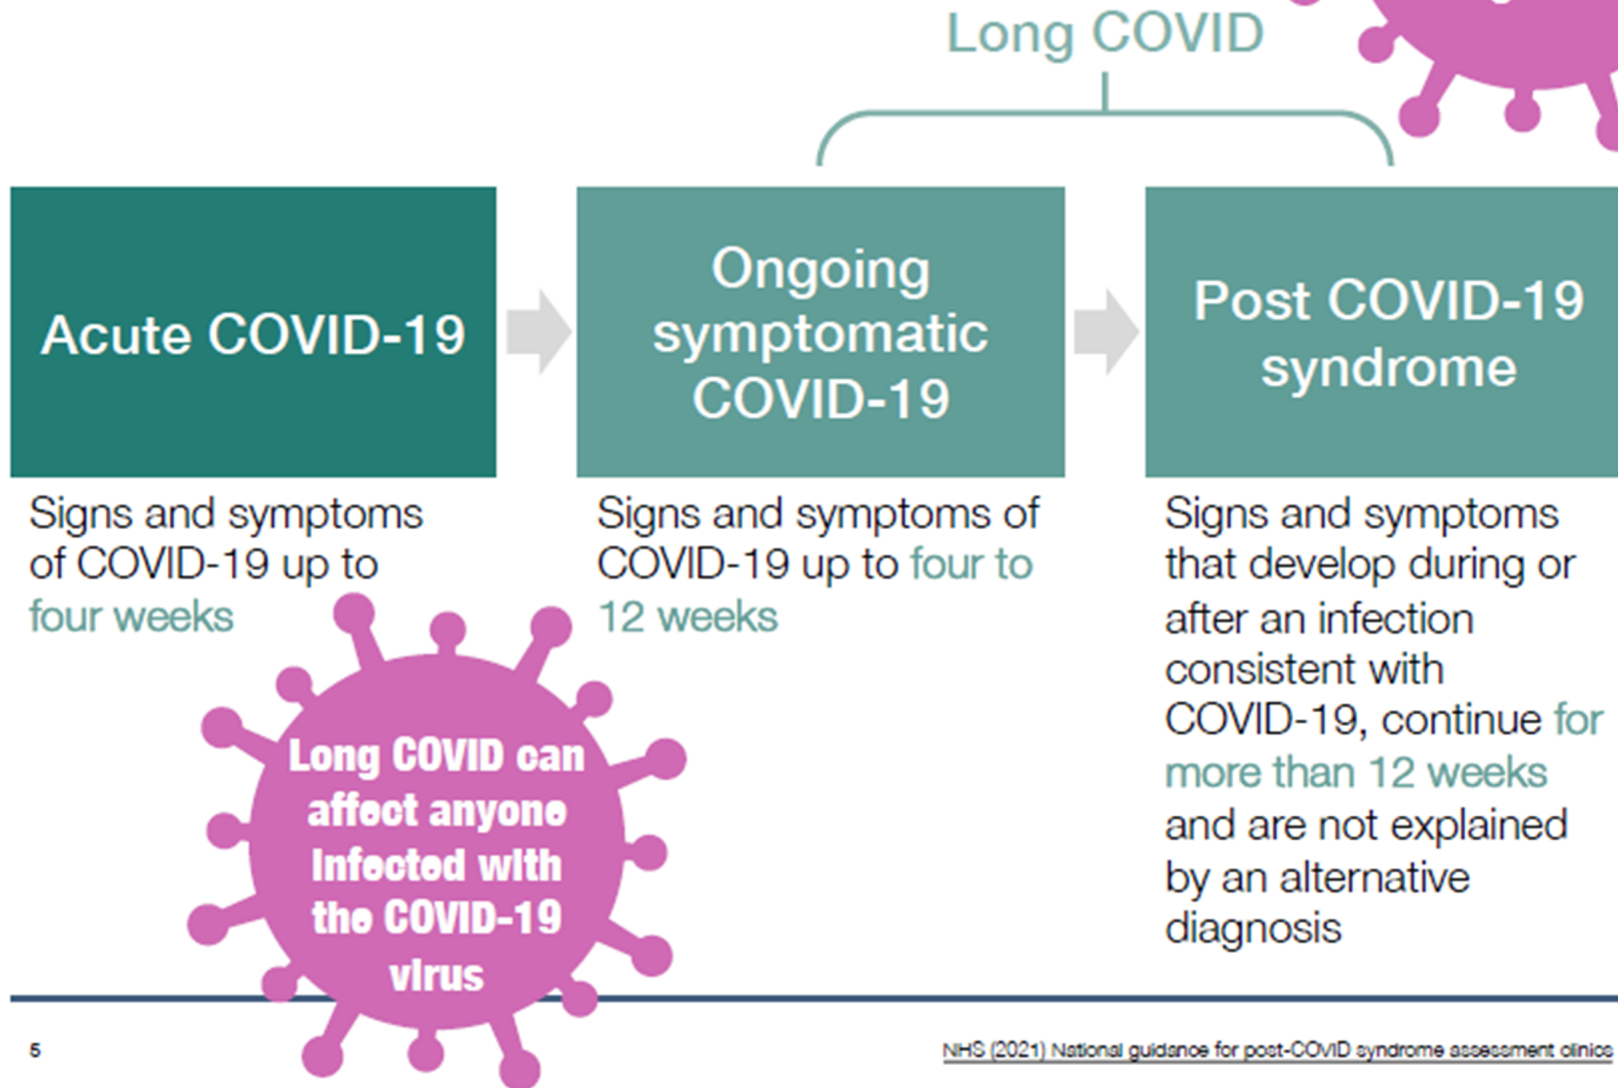 Long COVID
Acute COVID-19
Ongoing
symptomatic
COVID-19
Post COVID-19
syndrome
Signs and symptoms
of COVID-19 up to
four weeks
Signs and symptoms of
COVID-19 up to four to
12 weeks
Signs and symptoms
that develop during or
after an infection
consistent with
COVID-19, continue for
more than 12 weeks
and are not explained
by an alternative
diagnosis
Long COVID can
affect anyone
infected with
the COVID-19
virus
5
NHS (2021) National guidance for post-COVID syndrome assessment clinics